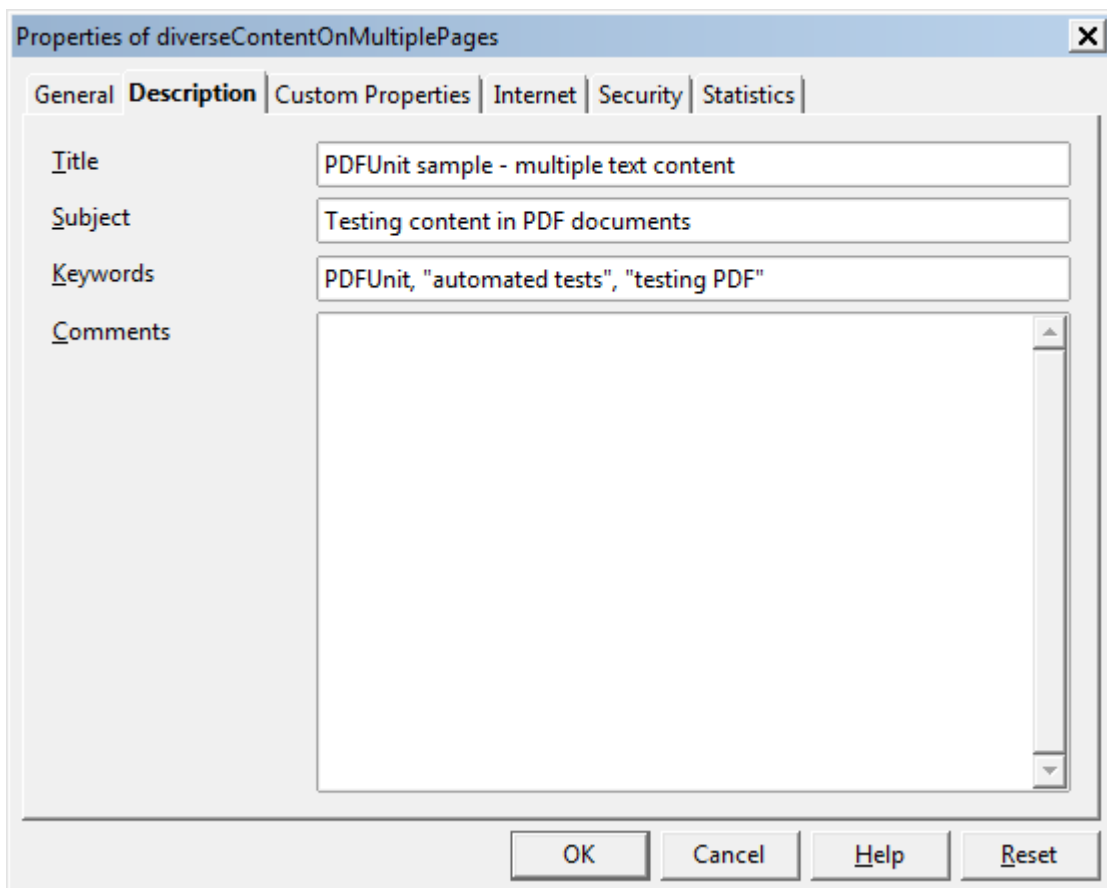 Properties of diverseContentOnMultiplePages
General Description Custom Properties Internet Security Statistics
Title PDFUnit sample - multiple text content
Subject Testing content in PDF documents
Keywords PDFUnit, "automated tests", "testing PDF"
Comments
OK Cancel Help Reset